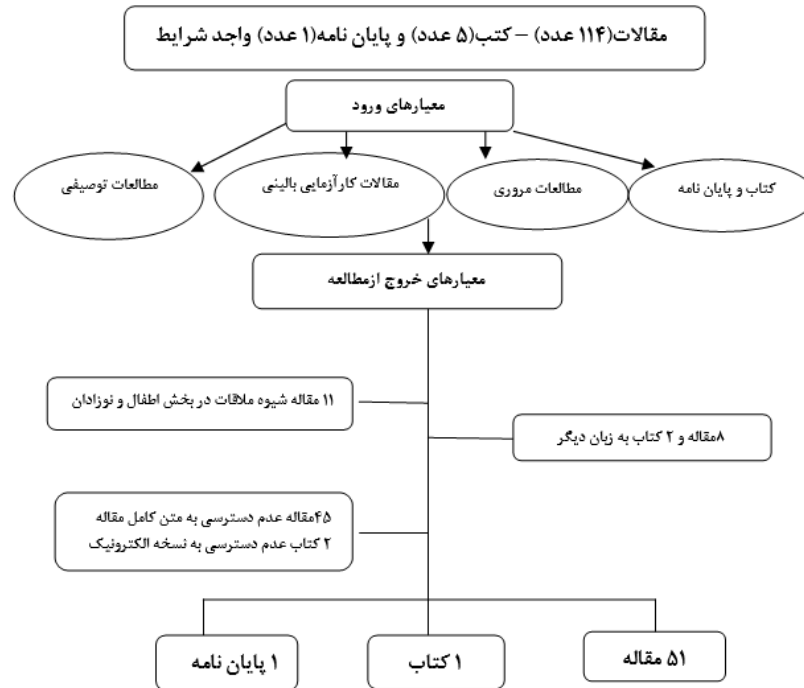 مقالات(۱۱۴ عدد) – کتب(۵ عدد) و پایان نامه(۱ عدد) واجد شرایط
معیارهای ورود
کتاب و پایان نامه
مطالعات مروری
مقالات کارآزمایی بالینی
مطالعات توصیفی
معیارهای خروج ازمطالعه
۱۱ مقاله شیوه ملاقات در بخش اطفال و نوزادان
۸مقاله و ۲ کتاب به زبان دیگر
۴۵مقاله عدم دسترسی به متن کامل مقاله
۲ کتاب عدم دسترسی به نسخه الکترونیک
۵۱ مقاله
۱ کتاب
۱ پایان نامه